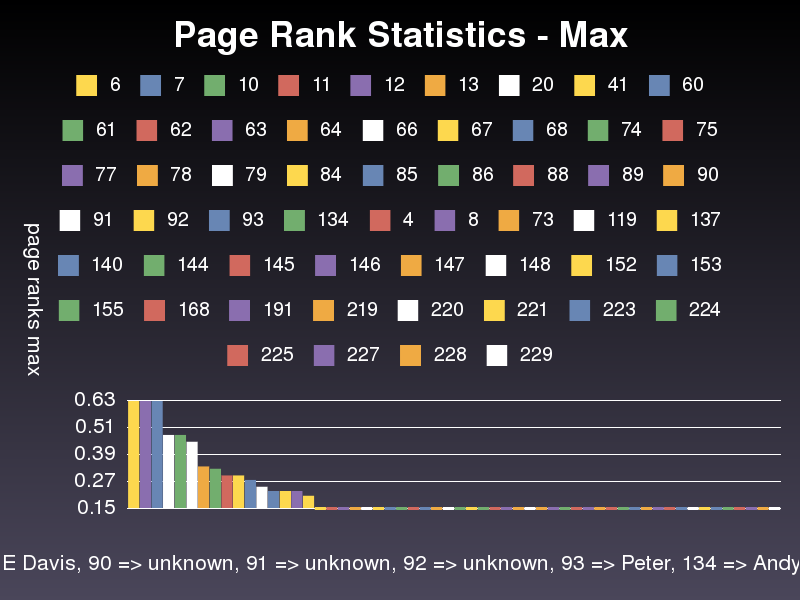 Page Rank Statistics - Max
6 7 10 11 12 13 20 41 60
61 62 63 64 66 67 68 74 75
77 78 79 84 85 86 88 89 90
91 92 93 134 4 8 73 119 137
140 144 145 146 147 148 152 153
155 168 191 219 220 221 223 224
225 227 228 229
page ranks max
0.63
0.51
0.39
0.27
0.15
E Davis, 90 => unknown, 91 => unknown, 92 => unknown, 93 => Peter, 134 => Andy